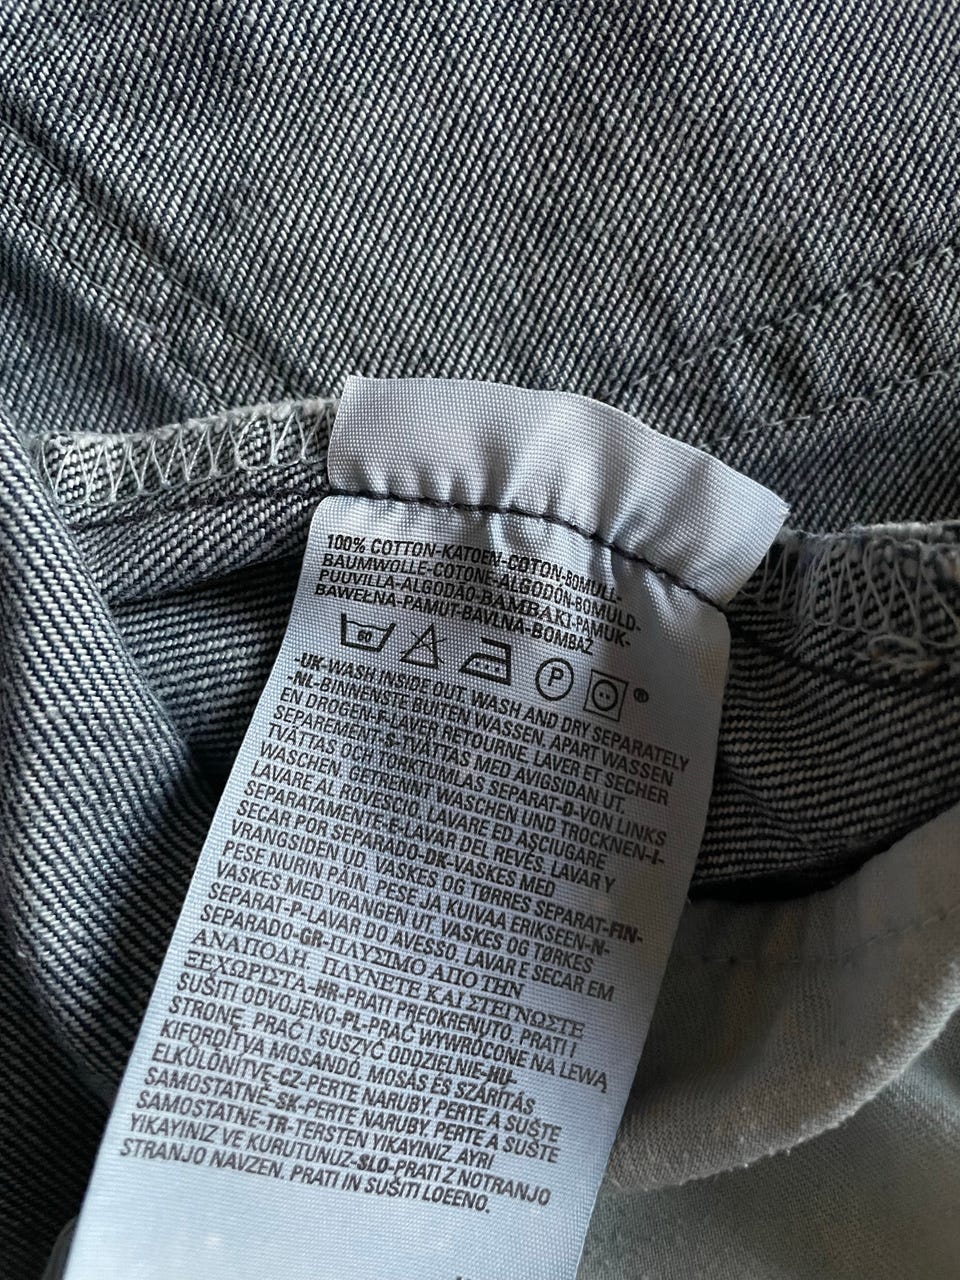 100% COTTON-KATOEN-COTON-BOMULL-
BAUMWOLLE-COTONE-ALGODÓN-BOMULD-
PUUVILLA-ALGODÃO-BAMBAKI-PAMUK-
BAWEŁNA-PAMUT-BAVLNA-BOMBAŽ
60 P ®
-UK-WASH INSIDE OUT. WASH AND DRY SEPARATELY
-NL-BINNENSTE BUITEN WASSEN. APART WASSEN
EN DROGEN-F-LAVER RETOURNE. LAVER ET SECHER
SEPAREMENT-S-TVÄTTAS MED AVIGSIDAN UT.
TVÄTTAS OCH TORKTUMLAS SEPARAT-D-VON LINKS
WASCHEN, GETRENNT WASCHEN UND TROCKNEN-I-
LAVARE AL ROVESCIO, LAVARE ED ASCIUGARE
SEPARATAMENTE-E-LAVAR DEL REVÉS. LAVAR Y
SECAR POR SEPARADO-DK-VASKES MED
VRANGSIDEN UD. VASKES OG TØRRES SEPARAT-FIN-
PESE NURIN PÄIN. PESE JA KUIVAA ERIKSEEN-N-
VASKES MED VRANGEN UT. VASKES OG TØRKES
SEPARAT-P-LAVAR DO AVESSO. LAVAR E SECAR EM
SEPARADO-GR-ΠΛΥΣΙΜΟ ΑΠΟ ΤΗΝ
ΑΝΑΠΟΔΗ. ΠΛΥΝΕΤΕ ΚΑΙ ΣΤΕΓΝΩΣΤΕ
ΞΕΧΩΡΙΣΤΑ-HR-PRATI PREOKRENUTO. PRATI I
SUŠITI ODVOJENO-PL-PRAĆ WYWRÓCONE NA LEWĄ
STRONĘ. PRAĆ I SUSZYĆ ODDZIELNIE-HU-
KIFORDÍTVA MOSANDÓ. MOSÁS ÉS SZÁRÍTÁS
ELKÜLÖNÍTVE-CZ-PERTE NARUBY. PERTE A SUŠTE
SAMOSTATNĚ-SK-PERTE NARUBY. PERTE A SUŠTE
SAMOSTATNE-TR-TERSTEN YIKAYINIZ. AYRI
YIKAYINIZ VE KURUTUNUZ-SLO-PRATI Z NOTRANJO
STRANJO NAVZEN. PRATI IN SUŠITI LOEENO.